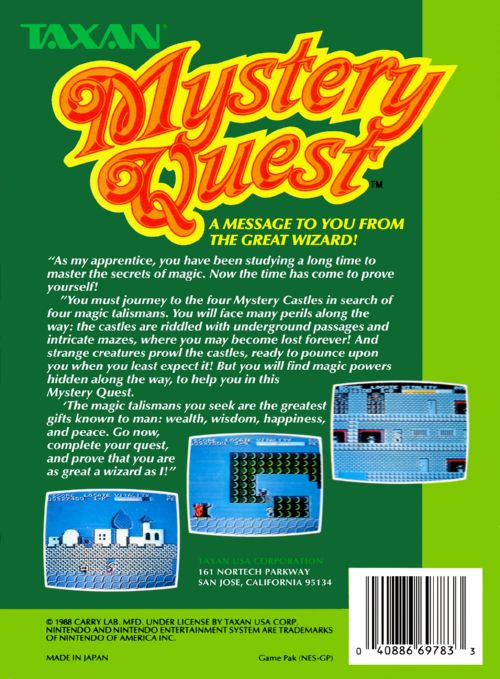 TAXAN®
Mystery
Quest™
A MESSAGE TO YOU FROM
THE GREAT WIZARD!
"As my apprentice, you have been studying a long time to
master the secrets of magic. Now the time has come to prove
yourself!
"You must journey to the four Mystery Castles in search of
four magic talismans. You will face many perils along the
way: the castles are riddled with underground passages and
intricate mazes, where you may become lost forever! And
strange creatures prowl the castles, ready to pounce upon
you when you least expect it! But you will find magic powers
hidden along the way, to help you in this
Mystery Quest.
'The magic talismans you seek are the greatest
gifts known to man: wealth, wisdom, happiness,
and peace. Go now,
complete your quest,
and prove that you are
as great a wizard as I!"
LOCATE VITALITY
SCORE LOCATE VITALITY
SCORE LOCATE VITALITY
TAXAN USA CORPORATION
161 NORTECH PARKWAY
SAN JOSE, CALIFORNIA 95134
© 1988 CARRY LAB. MFD. UNDER LICENSE BY TAXAN USA CORP.
NINTENDO AND NINTENDO ENTERTAINMENT SYSTEM ARE TRADEMARKS
OF NINTENDO OF AMERICA INC.
MADE IN JAPAN
Game Pak (NES-GP)
0 40886 69783 3